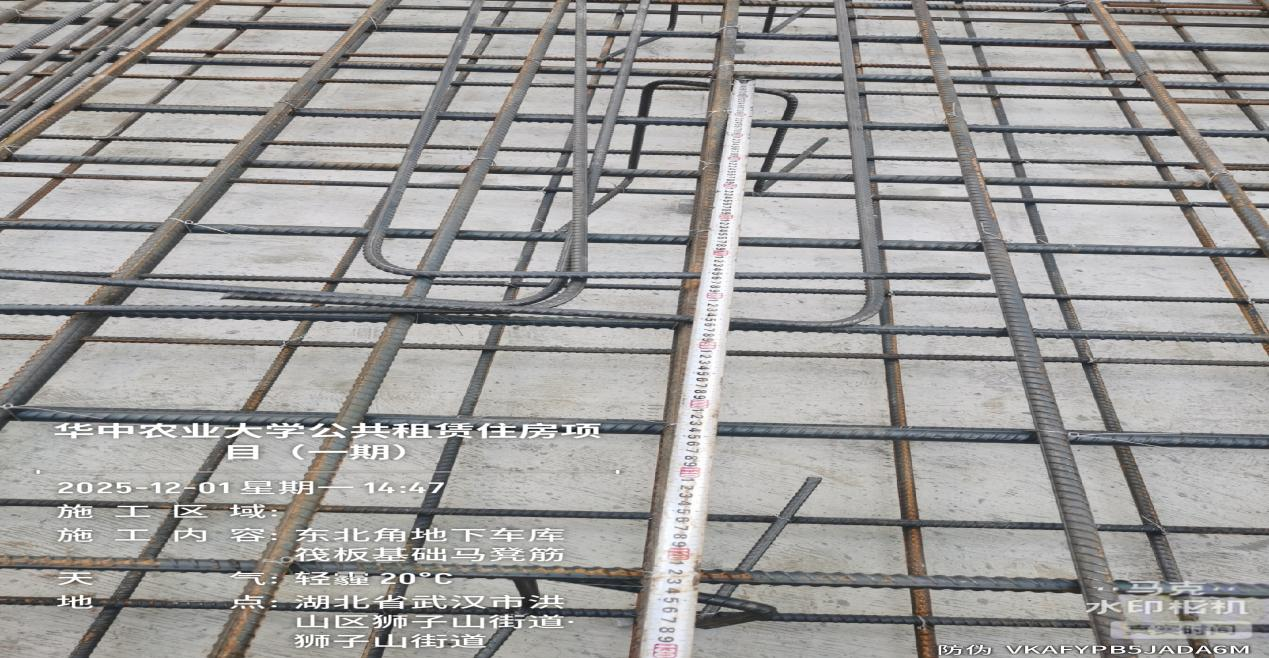 华中农业大学公共租赁住房项
目（一期）
2025-12-01 星期一 14:47
施工区域:
施工内容: 东北角地下车库
筏板基础马凳筋
天气: 轻霾 20°C
地点: 湖北省武汉市洪
山区狮子山街道·
狮子山街道
马克
水印相机
真实时间
防伪 VKAFYPB5JADA6M